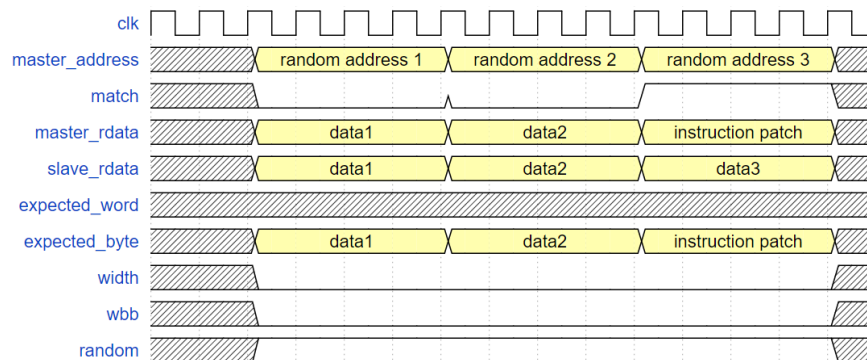 clk
master_address random address 1 random address 2 random address 3
match
master_rdata data1 data2 instruction patch
slave_rdata data1 data2 data3
expected_word
expected_byte data1 data2 instruction patch
width
wbb
random